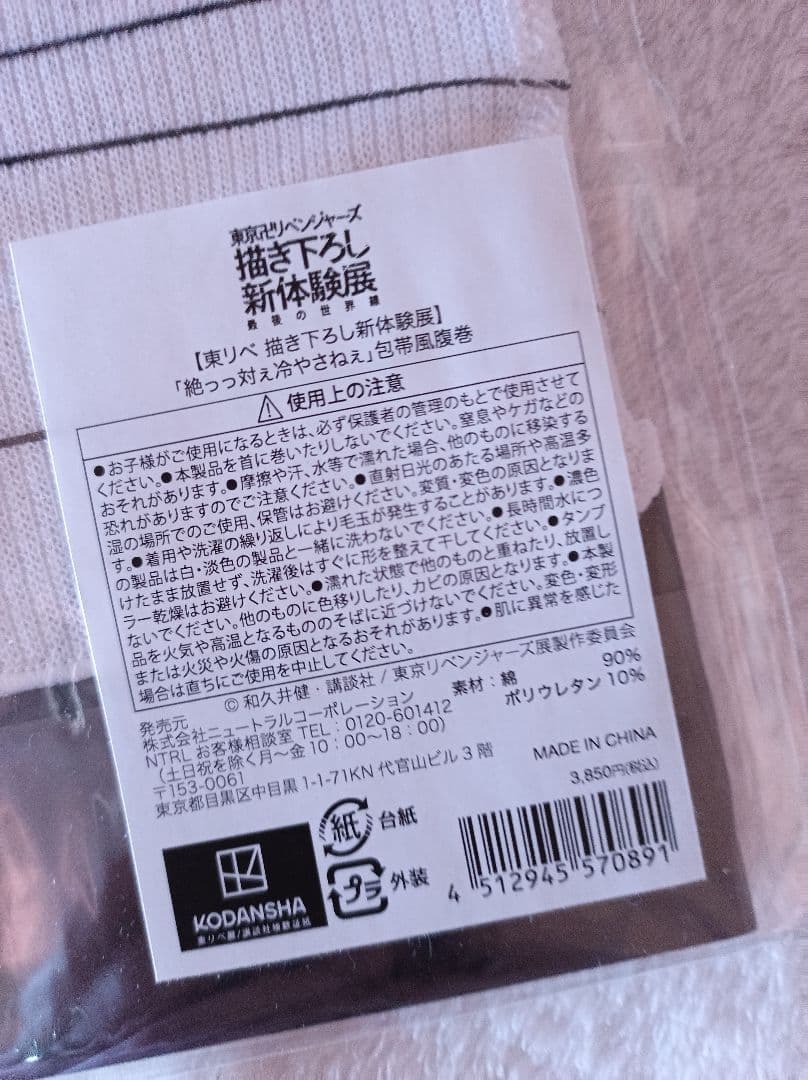 東京卍リベンジャーズ
描き下ろし
新体験展
最後の世界線
【東リベ 描き下ろし新体験展】
「絶っっ対ぇ冷やさねぇ」包帯風腹巻
⚠使用上の注意
●お子様がご使用になるときは、必ず保護者の管理のもとで使用させて
ください。●本製品を首に巻いたりしないでください。窒息やケガなどの
おそれがあります。●摩擦や汗、水等で濡れた場合、他のものに移染する
恐れがありますのでご注意ください。●直射日光のあたる場所や高温多
湿の場所でのご使用、保管はお避けください。変質・変色の原因となりま
す。●着用や洗濯の繰り返しにより毛玉が発生することがあります。●濃色
の製品は白・淡色の製品と一緒に洗わないでください。●長時間水につ
けたまま放置せず、洗濯後はすぐに形を整えて干してください。●タンブ
ラー乾燥はお避けください。●濡れた状態で他のものと重ねたり、放置し
ないでください。他のものに色移りしたり、カビの原因となります。●本製
品を火気や高温となるもののそばに近づけないでください。変色・変形
または火災や火傷の原因となるおそれがあります。●肌に異常を感じた
場合は直ちにご使用を中止してください。
© 和久井健・講談社 / 東京リベンジャーズ展製作委員会
発売元
株式会社ニュートラルコーポレーション
NTRL お客様相談室 TEL：0120-601412
（土日祝を除く月～金 10：00～18：00）
〒153-0061
東京都目黒区中目黒 1-1-71KN 代官山ビル 3 階
素材：綿 90%
ポリウレタン 10%
MADE IN CHINA
3,850円(税込)
紙 台紙
プラ 外装
KODANSHA
東リベ展/講談社検数証紙
4 512945 570891